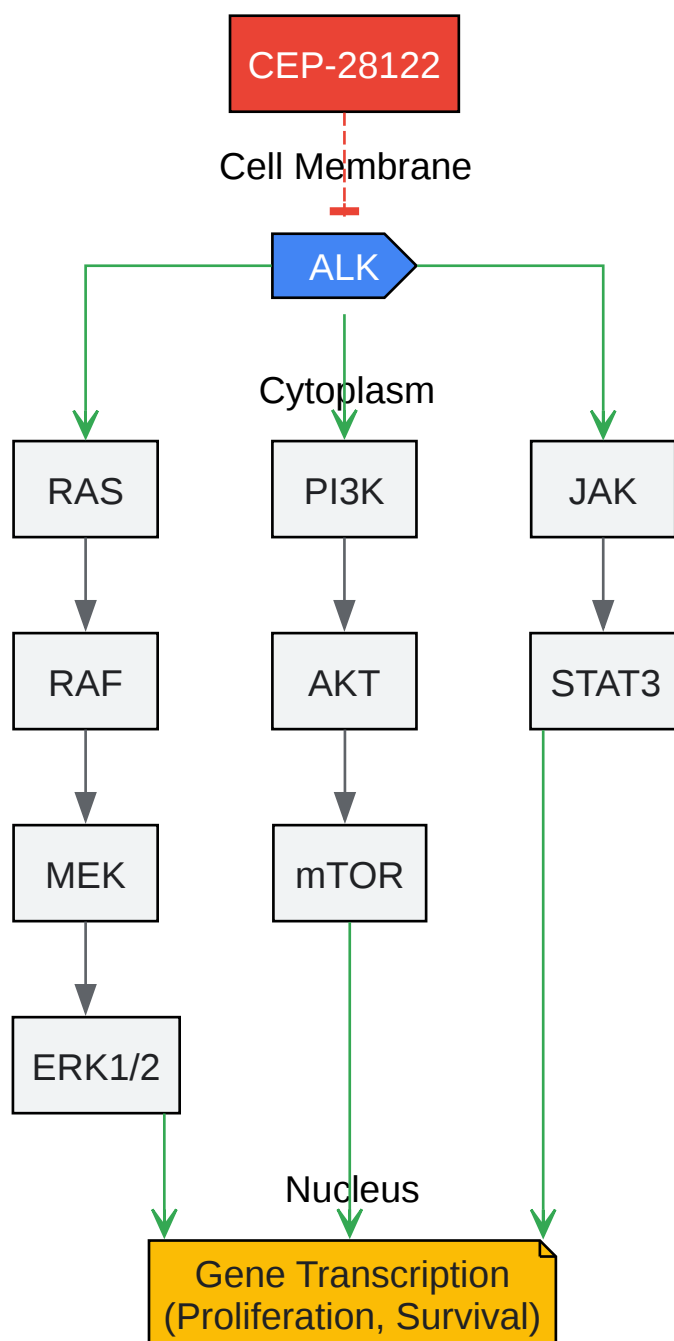 CEP-28122
Cell Membrane
ALK
Cytoplasm
RAS
PI3K
JAK
RAF
AKT
STAT3
MEK
mTOR
ERK1/2
Nucleus
Gene Transcription
(Proliferation, Survival)